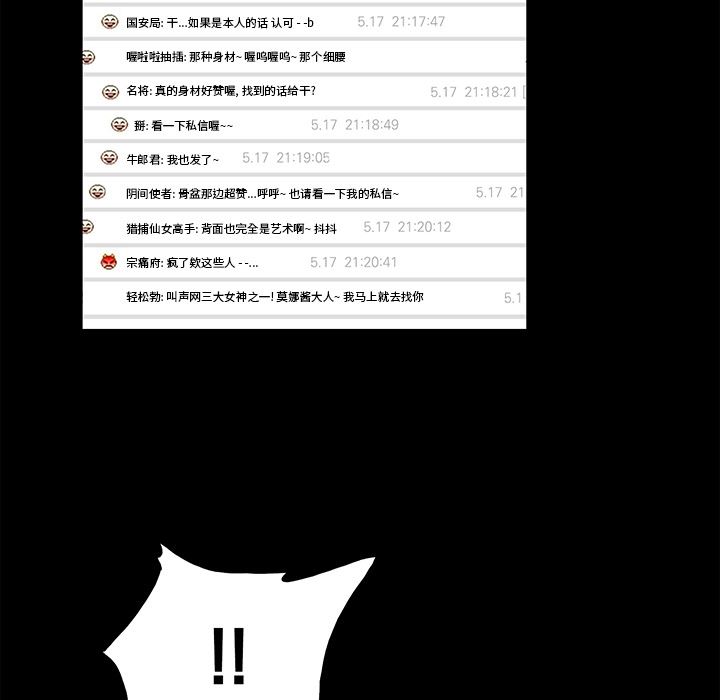 国安局: 干...如果是本人的话 认可 - -b 5.17 21:17:47
喔啦啦抽插: 那种身材~ 喔呜喔呜~ 那个细腰
名将: 真的身材好赞喔, 找到的话给干? 5.17 21:18:21 [
掰: 看一下私信喔~~ 5.17 21:18:49
牛郎君: 我也发了~ 5.17 21:19:05
阴间使者: 骨盆那边超赞...呼呼~ 也请看一下我的私信~ 5.17 21
猎捕仙女高手: 背面也完全是艺术啊~ 抖抖 5.17 21:20:12
宗痛府: 疯了欸这些人 - -... 5.17 21:20:41
轻松勃: 叫声网三大女神之一! 莫娜酱大人~ 我马上就去找你 5.1
!!